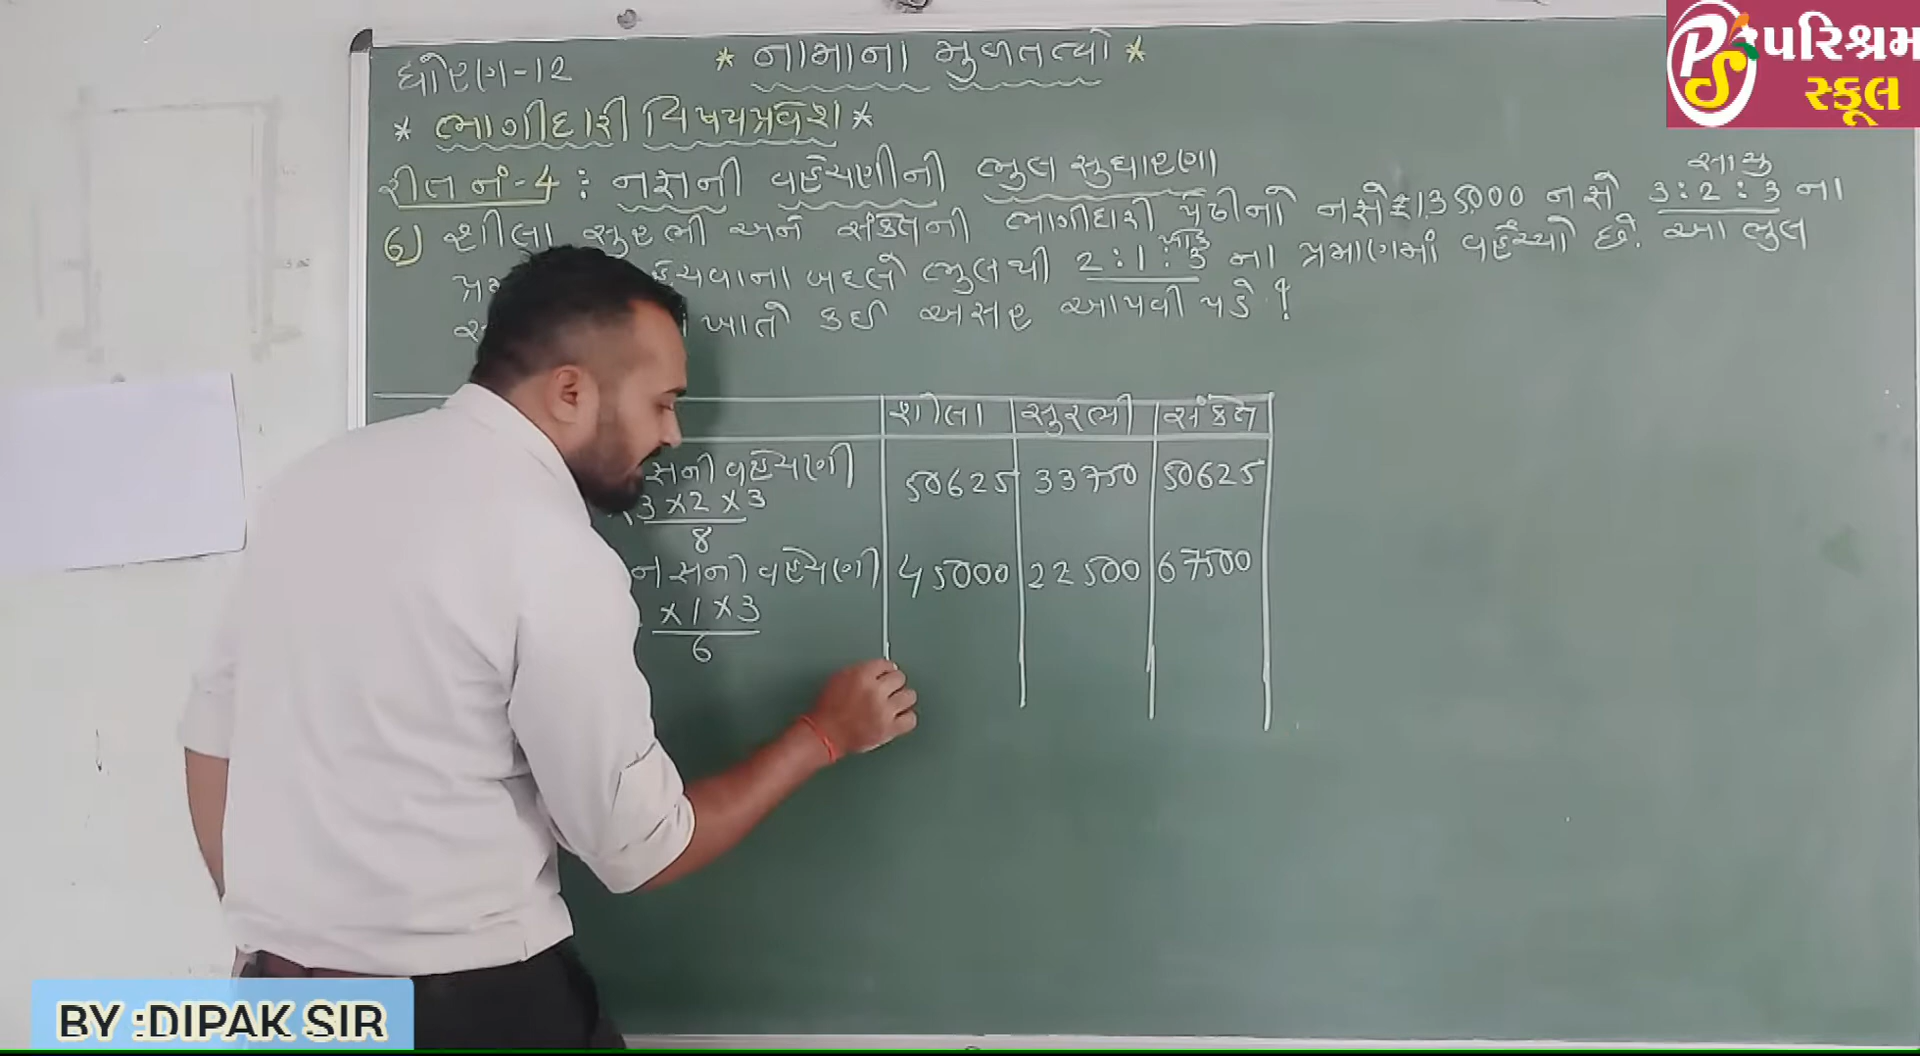 પરિશ્રમ
સ્કૂલ
ધોરણ-12 * નામાના મુળતત્વો *
* ભાગીદારી વિષયપ્રવેશ *
રીત નં-4 : નફાની વહેંચણીની ભુલ સુધારણા
સાચુ
6) શીલા સુરભી અને સંકેતની ભાગીદારી પેઢીનો નફો ₹135000 નફો 3:2:3 ના
ખોટુ
બદલે ભુલથી 2:1:3 ના પ્રમાણમાં વહેંચ્યો છે. આ ભુલ
ખાતે કઈ અસર આપવી પડે ?
શીલા સુરભી સંકેત
ફાની વહેંચણી 50625 33750 50625
3 × 2 × 3
8
નફાની વહેંચણી 45000 22500 67500
× 1 × 3
6
BY :DIPAK SIR